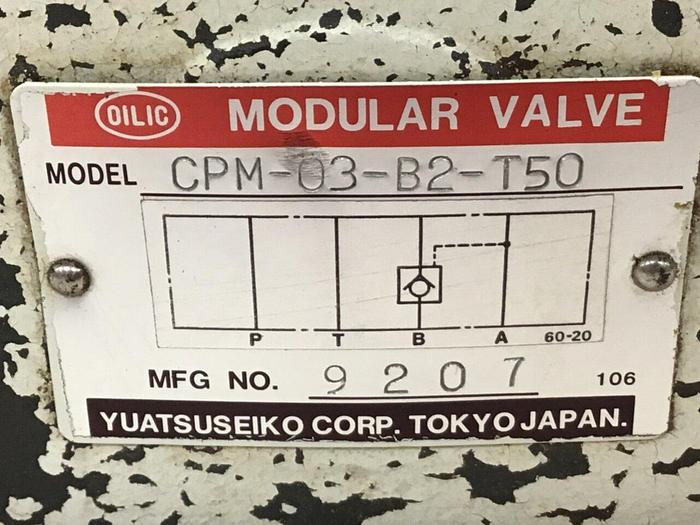 OILIC MODULAR VALVE
MODEL CPM-03-B2-T50
P T B A 60-20
MFG NO. 9207 106
YUATSUSEIKO CORP. TOKYO JAPAN.